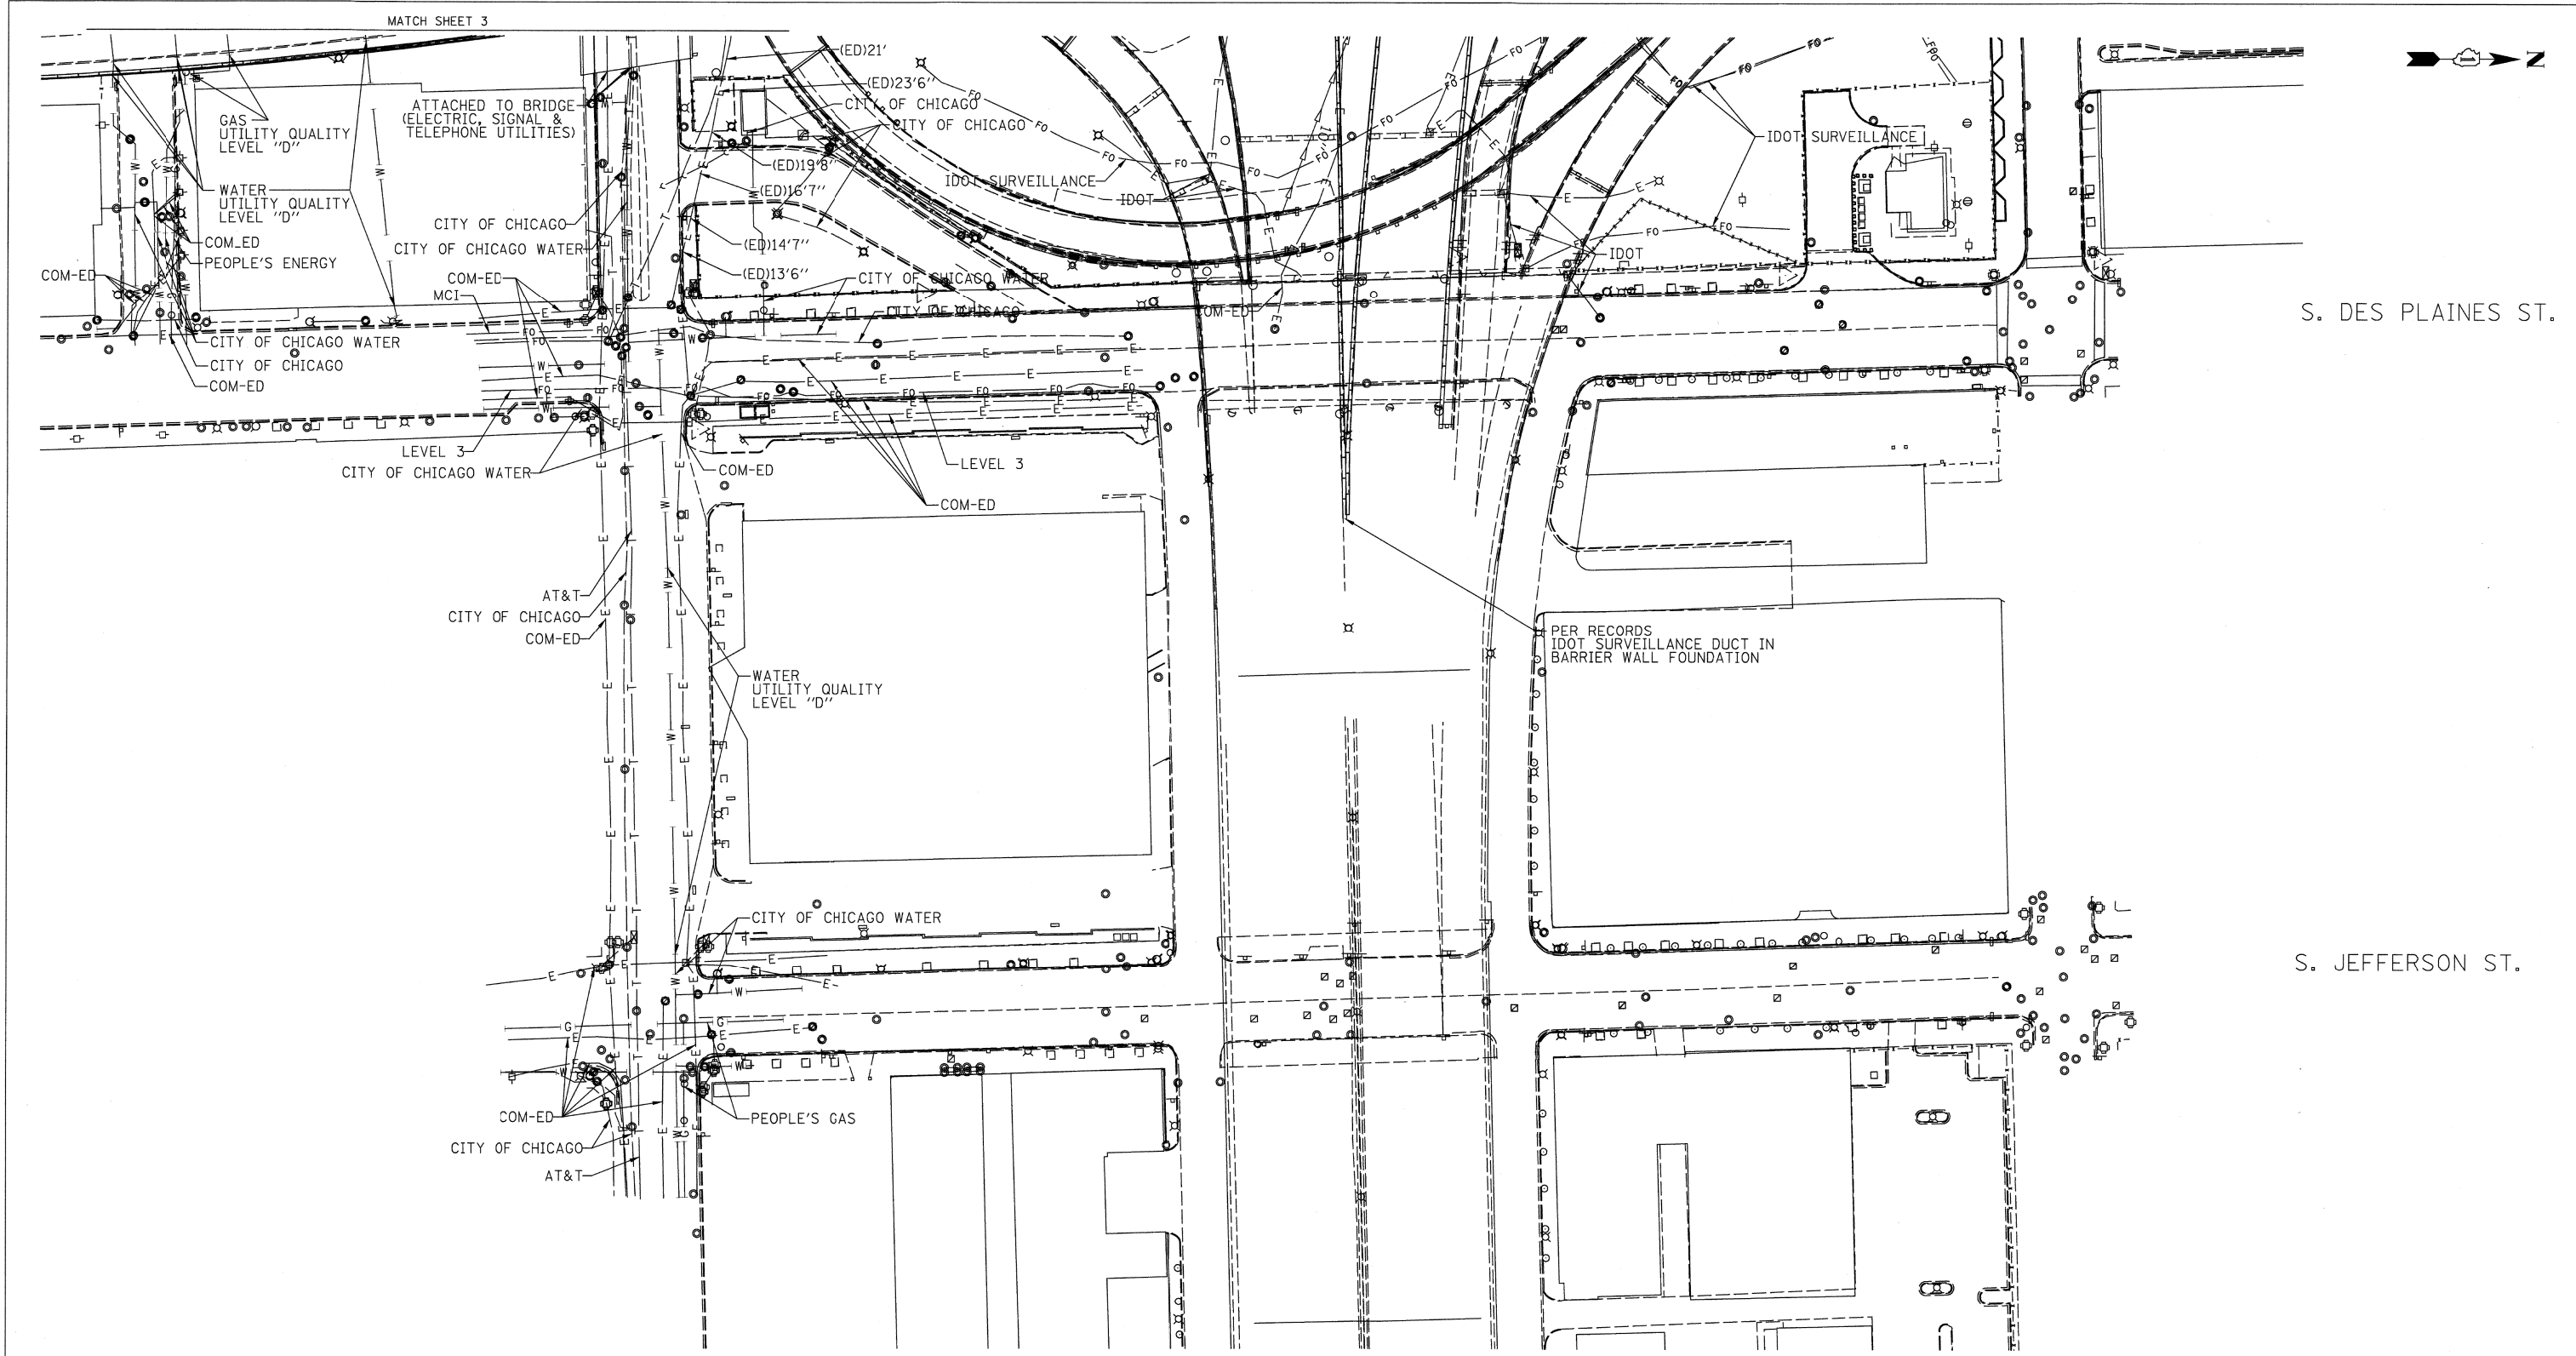 MATCH SHEET 3
N
(ED)21'
(ED)23'6"
CITY OF CHICAGO
CITY OF CHICAGO
ATTACHED TO BRIDGE
(ELECTRIC, SIGNAL &
TELEPHONE UTILITIES)
GAS
UTILITY QUALITY
LEVEL "D"
IDOT SURVEILLANCE
(ED)19'8"
IDOT SURVEILLANCE
WATER
UTILITY QUALITY
LEVEL "D"
(ED)16'7"
IDOT
CITY OF CHICAGO
COM-ED
CITY OF CHICAGO WATER
(ED)14'7"
IDOT
PEOPLE'S ENERGY
COM-ED
COM-ED
(ED)13'6"
CITY OF CHICAGO WATER
MCI
CITY OF CHICAGO
COM-ED
S. DES PLAINES ST.
CITY OF CHICAGO WATER
CITY OF CHICAGO
COM-ED
LEVEL 3
CITY OF CHICAGO WATER
COM-ED
LEVEL 3
COM-ED
AT&T
CITY OF CHICAGO
COM-ED
PER RECORDS
IDOT SURVEILLANCE DUCT IN
BARRIER WALL FOUNDATION
WATER
UTILITY QUALITY
LEVEL "D"
CITY OF CHICAGO WATER
S. JEFFERSON ST.
COM-ED
PEOPLE'S GAS
CITY OF CHICAGO
AT&T